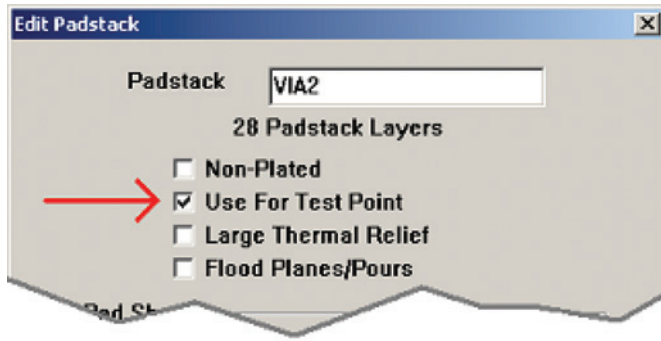 Edit Padstack
Padstack VIA2
28 Padstack Layers
Non-Plated
Use For Test Point
Large Thermal Relief
Flood Planes/Pours
Pad